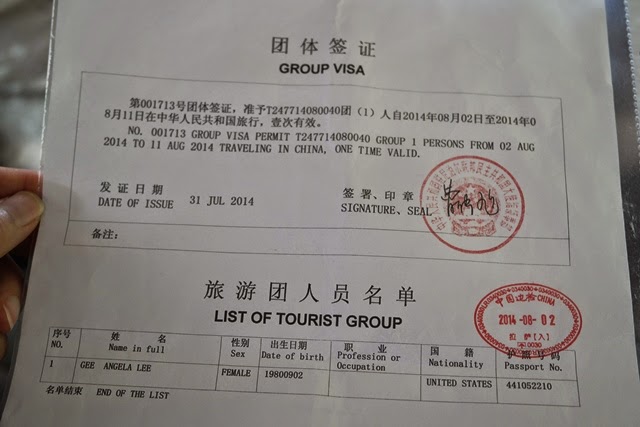 团体签证
GROUP VISA
第001713号团体签证，准予T247714080040团（1）人自2014年08月02日至2014年0
8月11日在中华人民共和国旅行，壹次有效。
NO. 001713 GROUP VISA PERMIT T247714080040 GROUP 1 PERSONS FROM 02 AUG
2014 TO 11 AUG 2014 TRAVELING IN CHINA, ONE TIME VALID.
发证日期
DATE OF ISSUE 31 JUL 2014
签署、印章
SIGNATURE, SEAL
备注：
旅游团人员名单
LIST OF TOURIST GROUP
中国边检CHINA
2014-08-02
序号 姓名 性别 出生日期 职业 国籍 护照号码
NO. Name in full Sex Date of birth Profession or Occupation Nationality Passport No.
1 GEE ANGELA LEE FEMALE 19800902 UNITED STATES 441052210
名单结束 END OF THE LIST